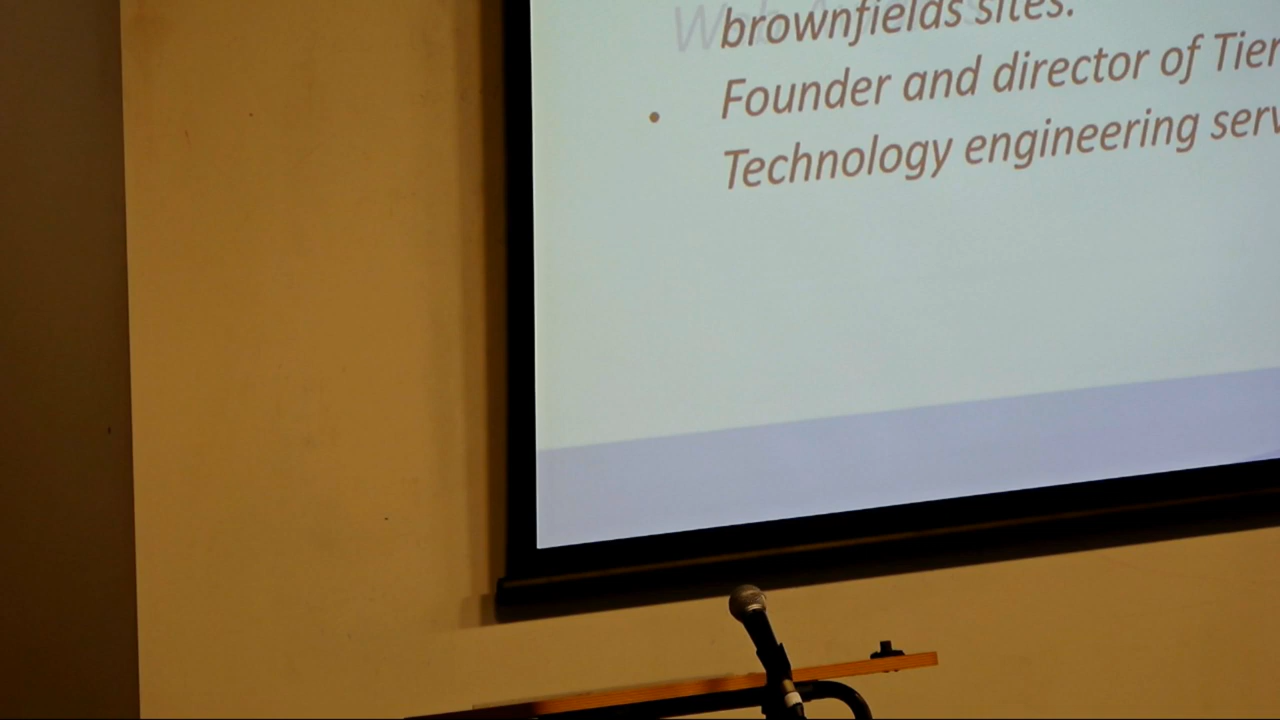 brownfields sites.
• Founder and director of Tier
Technology engineering serv